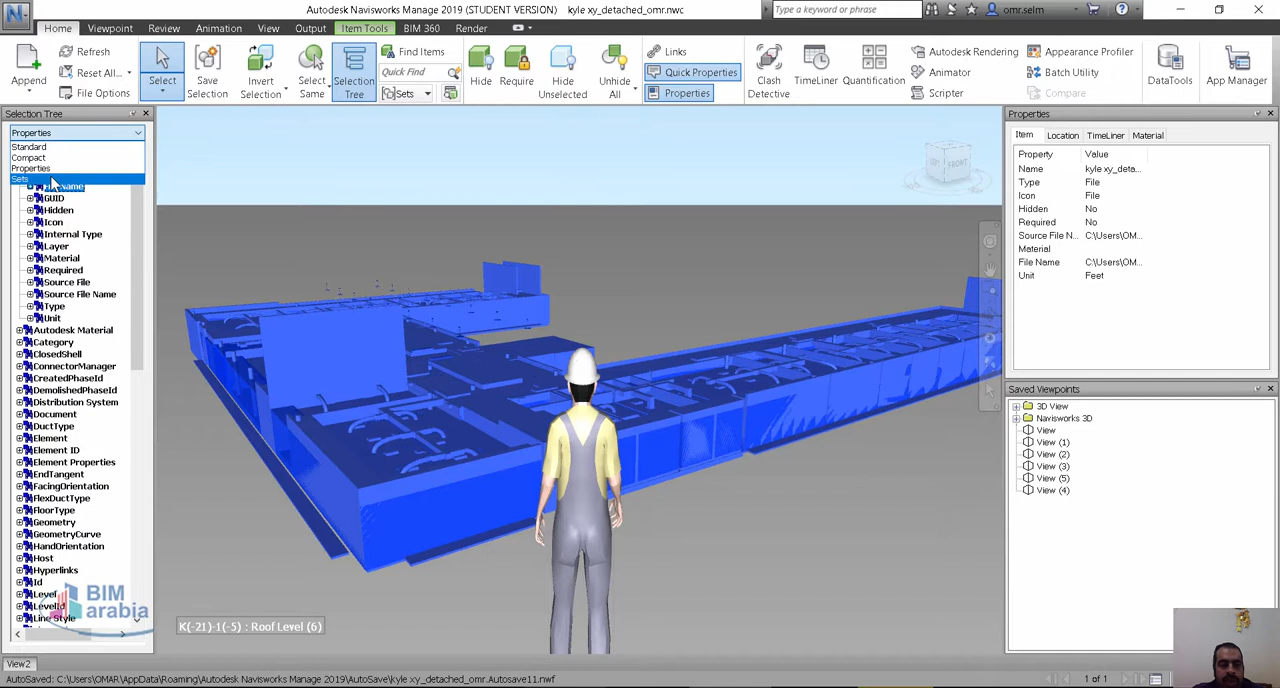 Autodesk Navisworks Manage 2019 (STUDENT VERSION) kyle xy_detached_omr.nwc
Type a keyword or phrase
omr.selm
Home Viewpoint Review Animation View Output Item Tools BIM 360 Render
Append
Refresh
Reset All...
File Options
Select
Save Selection
Invert Selection
Select Same
Selection Tree
Find Items
Quick Find
Sets
Hide
Require
Hide Unselected
Unhide All
Links
Quick Properties
Properties
Clash Detective
TimeLiner
Quantification
Autodesk Rendering
Animator
Scripter
Appearance Profiler
Batch Utility
Compare
DataTools
App Manager
Selection Tree
Properties
Standard
Compact
Properties
Sets
GUID
Hidden
Icon
Internal Type
Layer
Material
Required
Source File
Source File Name
Type
Unit
Autodesk Material
Category
ClosedShell
ConnectorManager
CreatedPhaseId
DemolishedPhaseId
Distribution System
Document
DuctType
Element
Element ID
Element Properties
EndTangent
FacingOrientation
FlexDuctType
FloorType
Geometry
GeometryCurve
HandOrientation
Host
Hyperlinks
Id
Level
LevelId
Line Style
BIM
arabia
FRONT
K(-21)-1(-5) : Roof Level (6)
Properties
Item Location TimeLiner Material
Property Value
Name kyle xy_deta...
Type File
Icon File
Hidden No
Required No
Source File N... C:\Users\OM...
Material
File Name C:\Users\OM...
Unit Feet
Saved Viewpoints
3D View
Navisworks 3D
View
View (1)
View (2)
View (3)
View (5)
View (4)
View2
AutoSaved: C:\Users\OMAR\AppData\Roaming\Autodesk Navisworks Manage 2019\AutoSave\kyle xy_detached_omr.Autosave11.nwf
1 of 1